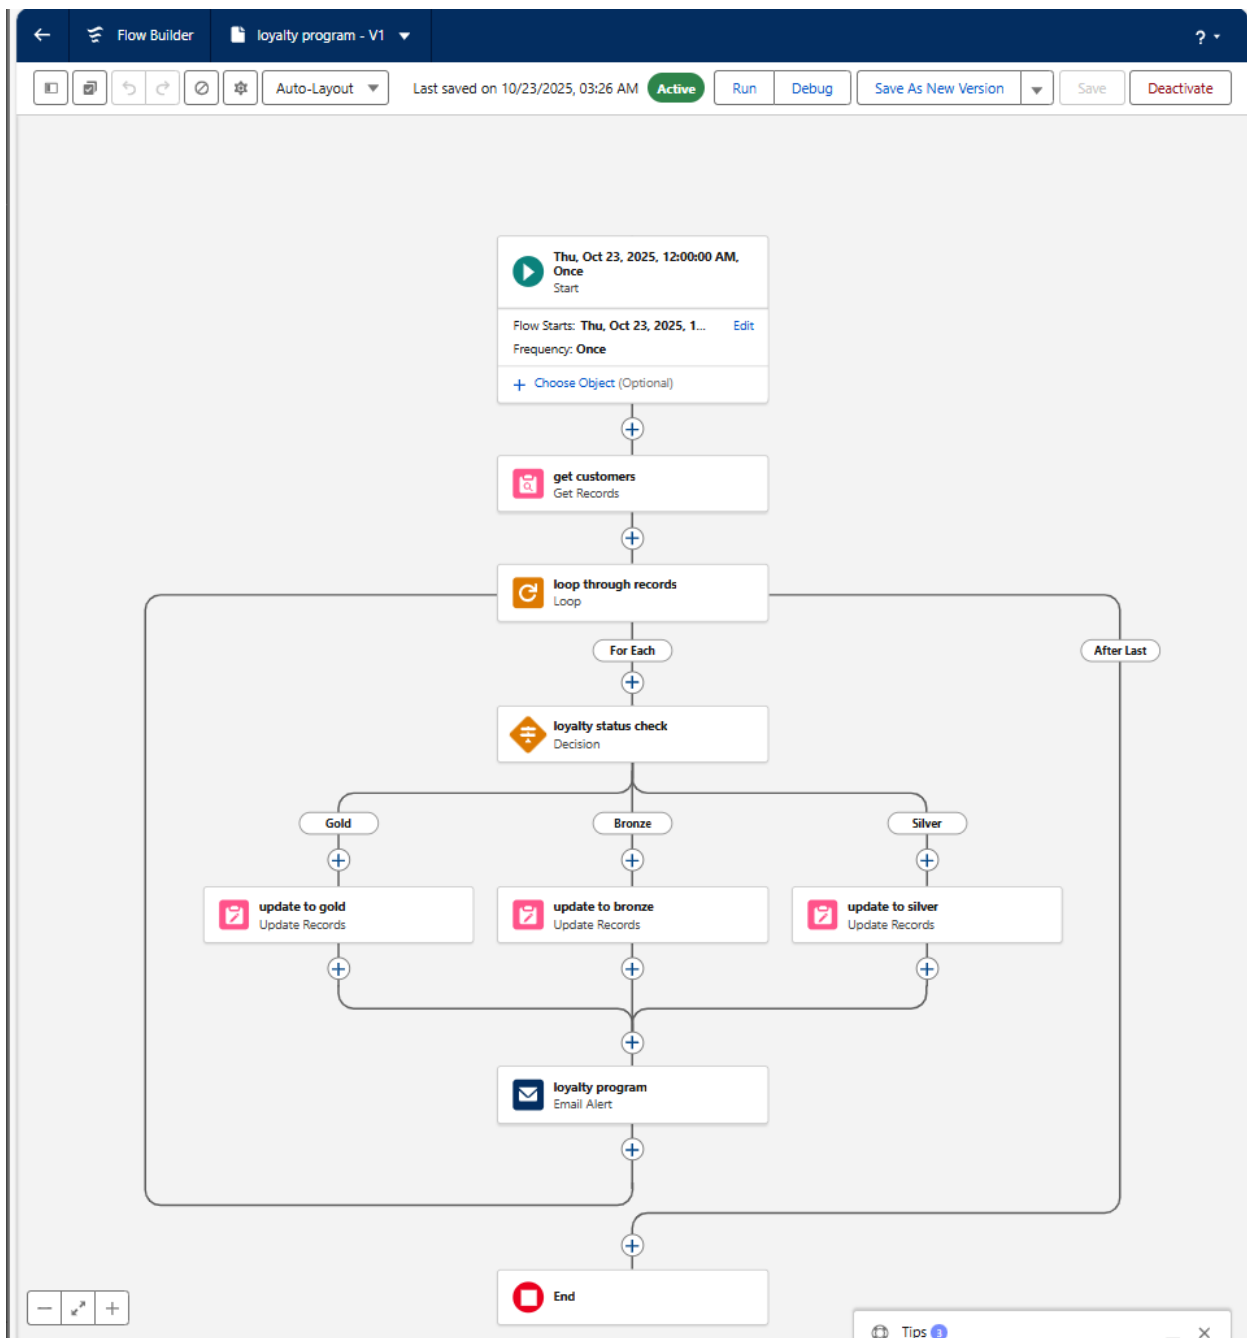 Flow Builder
loyalty program - V1
?
Auto-Layout
Last saved on 10/23/2025, 03:26 AM
Active
Run
Debug
Save As New Version
Save
Deactivate
Thu, Oct 23, 2025, 12:00:00 AM,
Once
Start
Flow Starts: Thu, Oct 23, 2025, 1...
Edit
Frequency: Once
+ Choose Object (Optional)
get customers
Get Records
loop through records
Loop
For Each
After Last
loyalty status check
Decision
Gold
Bronze
Silver
update to gold
Update Records
update to bronze
Update Records
update to silver
Update Records
loyalty program
Email Alert
End
Tips 3